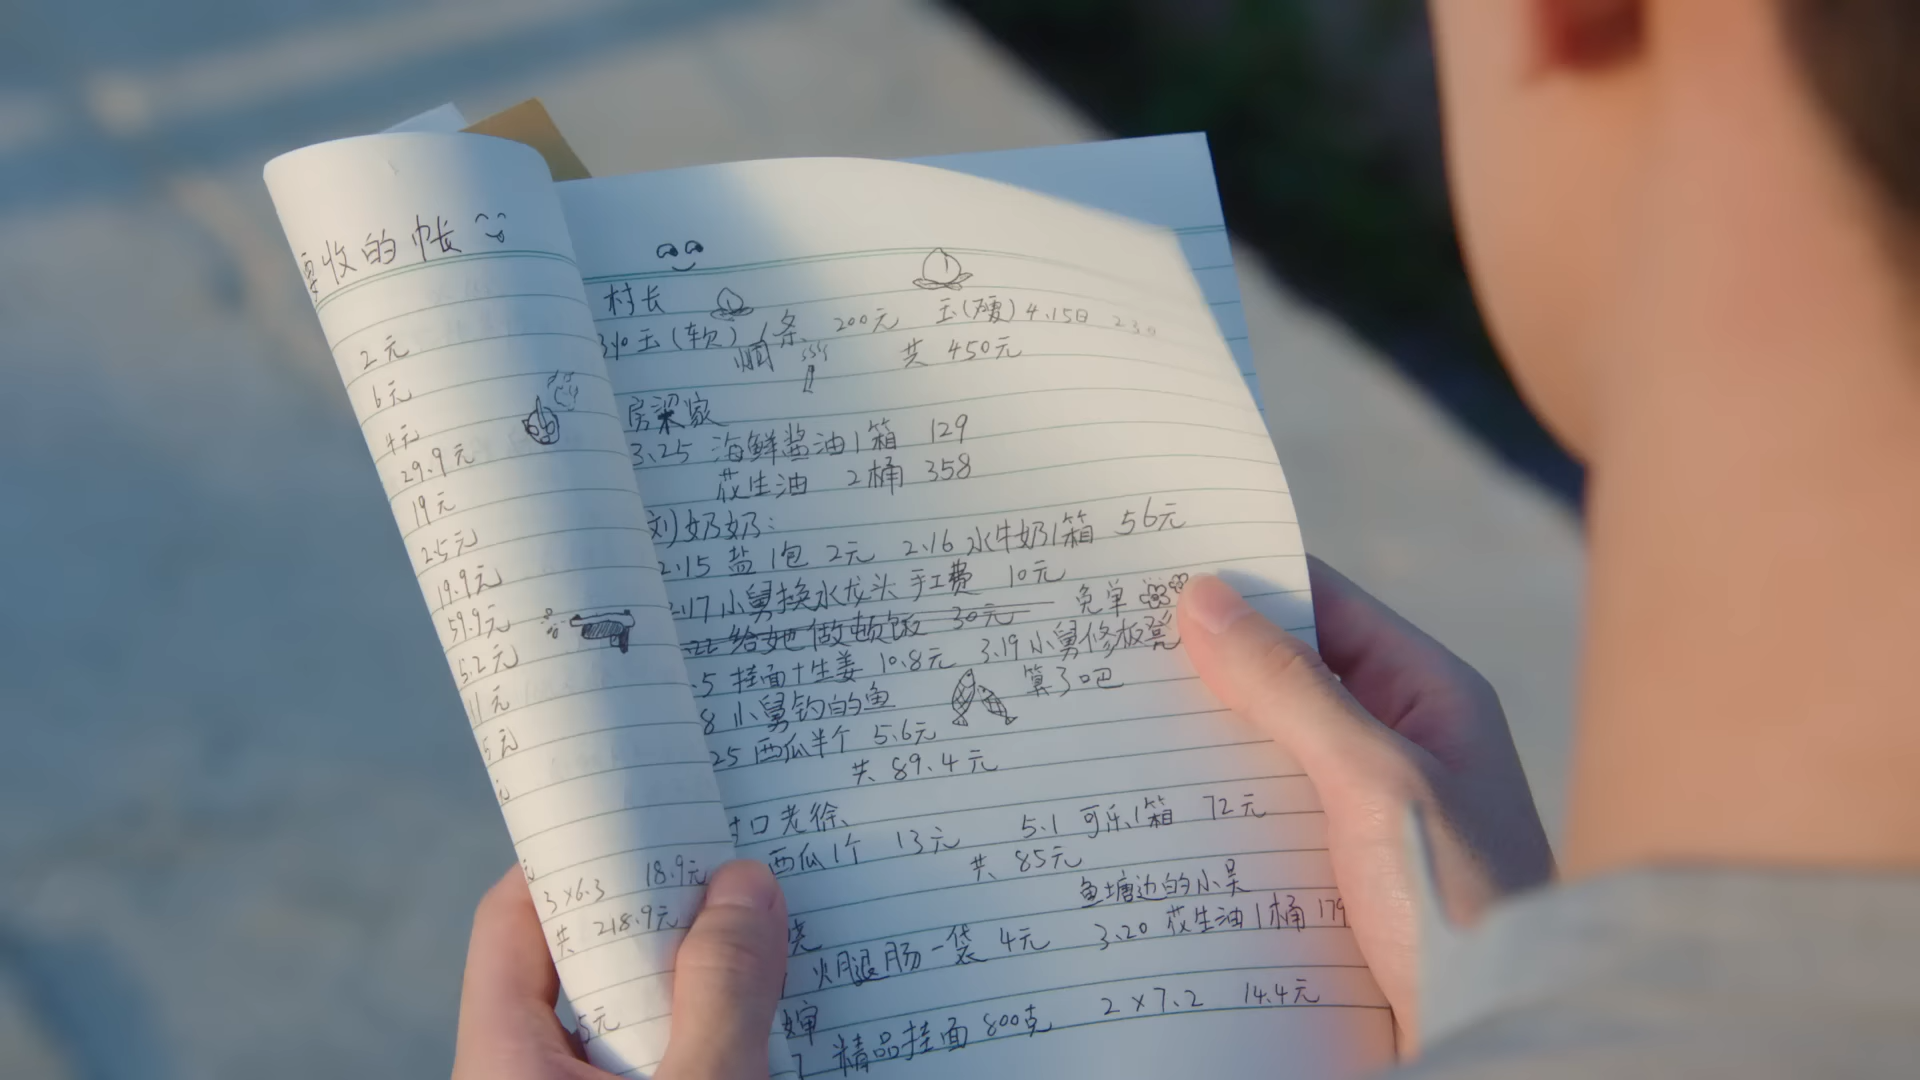 收的帐
2元
6元
4元
29.9元
19元
2.5元
19.9元
59.9元
5.2元
11元
5元
元
元
3×6.3 18.9元
共 218.9元
5元
村长
玉(软) 1条 200元 玉(硬) 4.15日 230
烟 共 450元
房梁家
3.25 海鲜酱油1箱 129
花生油 2桶 358
刘奶奶:
2.15 盐1包 2元 2.16 水牛奶1箱 56元
2.17 小舅换水龙头 手工费 10元
22 给她做顿饭 30元 免单
.5 挂面+生姜 10.8元 3.19 小舅修板凳
8 小舅钓的鱼 算了吧
25 西瓜半个 5.6元
共 89.4元
村口老徐
西瓜1个 13元 5.1 可乐1箱 72元
共 85元
鱼塘边的小吴
火腿肠一袋 4元 3.20 花生油1桶 179
婶
精品挂面800克 2×7.2 14.4元